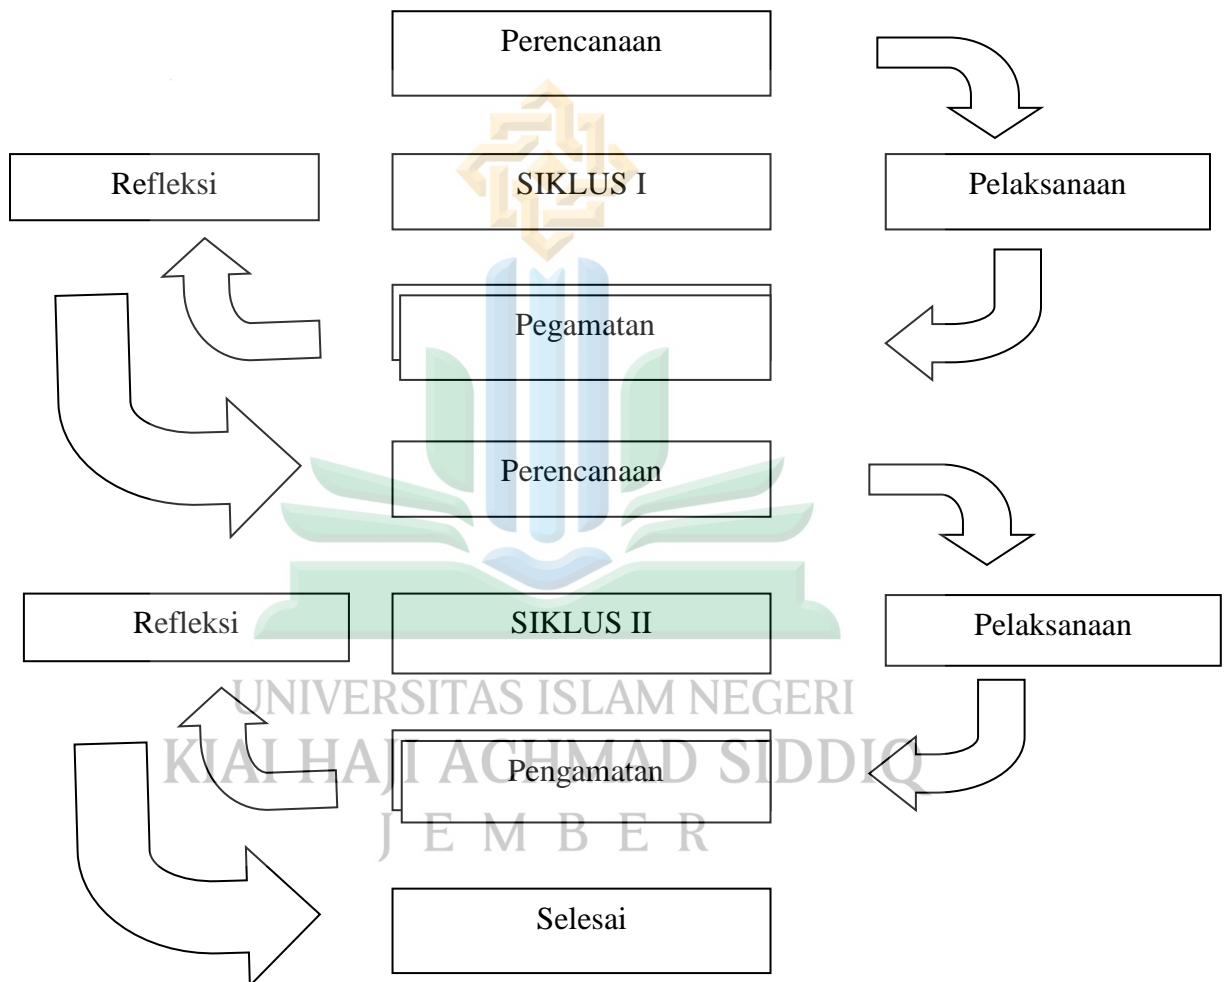 Perencanaan
Refleksi
SIKLUS I
Pelaksanaan
Pegamatan
Perencanaan
Refleksi
SIKLUS II
Pelaksanaan
UNIVERSITAS ISLAM NEGERI
KIAI HAJI ACHMAD SIDDIQ
Pengamatan
JEMBER
Selesai